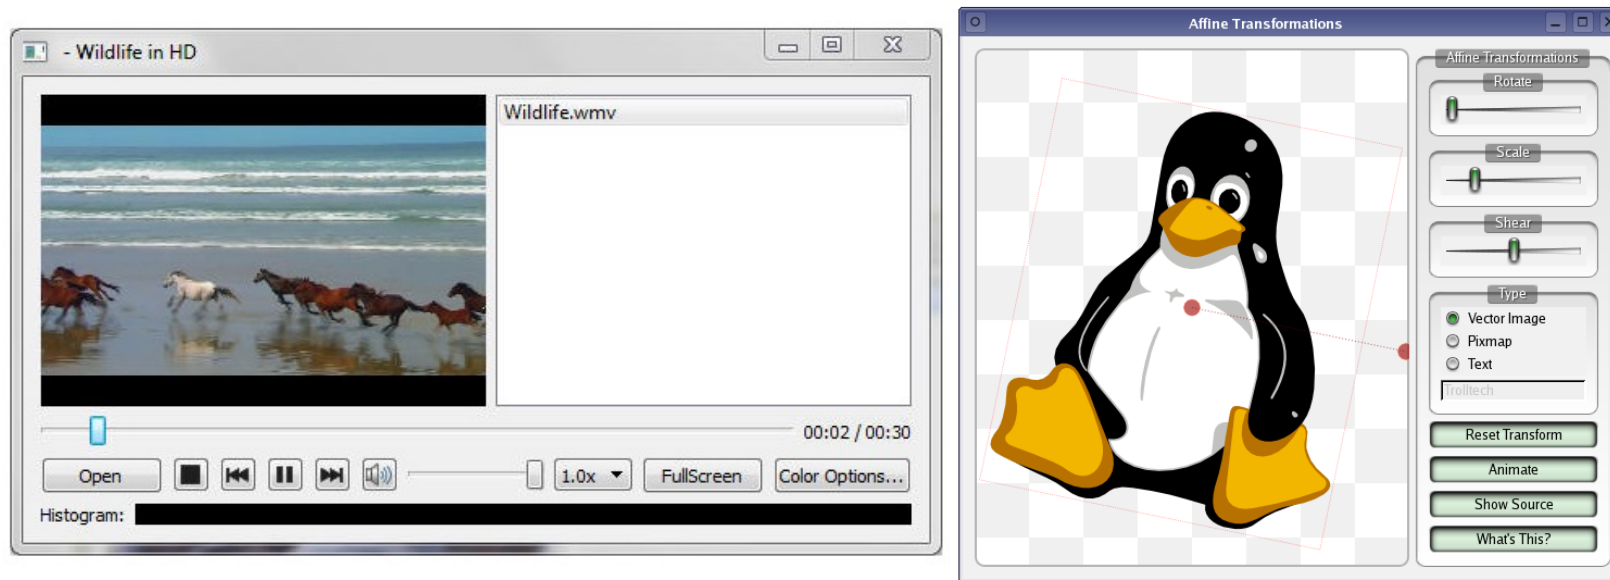 - Wildlife in HD
Wildlife.wmv
00:02 / 00:30
Open
1.0x
FullScreen
Color Options...
Histogram:
Affine Transformations
Affine Transformations
Rotate
Scale
Shear
Type
Vector Image
Pixmap
Text
Trolltech
Reset Transform
Animate
Show Source
What's This?